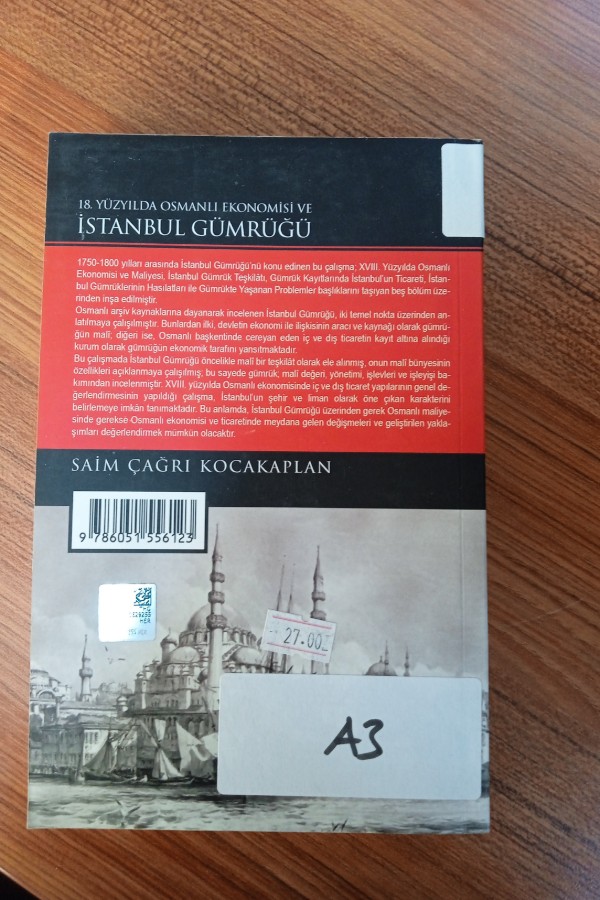 18. YÜZYILDA OSMANLI EKONOMİSİ VE
İSTANBUL GÜMRÜĞÜ
1750-1800 yılları arasında İstanbul Gümrüğü'nü konu edinen bu çalışma; XVIII. Yüzyılda Osmanlı
Ekonomisi ve Maliyesi, İstanbul Gümrük Teşkilâtı, Gümrük Kayıtlarında İstanbul'un Ticareti, İstan-
bul Gümrüklerinin Hasılatları ile Gümrükte Yaşanan Problemler başlıklarını taşıyan beş bölüm üze-
rinden inşa edilmiştir.
Osmanlı arşiv kaynaklarına dayanarak incelenen İstanbul Gümrüğü, iki temel nokta üzerinden an-
latılmaya çalışılmıştır. Bunlardan ilki, devletin ekonomi ile ilişkisinin aracı ve kaynağı olarak gümrü-
ğün malî; diğeri ise, Osmanlı başkentinde cereyan eden iç ve dış ticaretin kayıt altına alındığı
kurum olarak gümrüğün ekonomik tarafını yansıtmaktadır.
Bu çalışmada İstanbul Gümrüğü öncelikle malî bir teşkilât olarak ele alınmış, onun malî bünyesinin
özellikleri açıklanmaya çalışılmış; bu sayede gümrük, malî değeri, yönetimi, işlevleri ve işleyişi ba-
kımından incelenmiştir. XVIII. yüzyılda Osmanlı ekonomisinde iç ve dış ticaret yapılarının genel de-
ğerlendirmesinin yapıldığı çalışma, İstanbul'un şehir ve liman olarak öne çıkan karakterini
belirlemeye imkân tanımaktadır. Bu anlamda, İstanbul Gümrüğü üzerinden gerek Osmanlı maliye-
sinde gerekse Osmanlı ekonomisi ve ticaretinde meydana gelen değişmeleri ve geliştirilen yakla-
şımları değerlendirmek mümkün olacaktır.
SAİM ÇAĞRI KOCAKAPLAN
9 786051 556123
27.00
A3